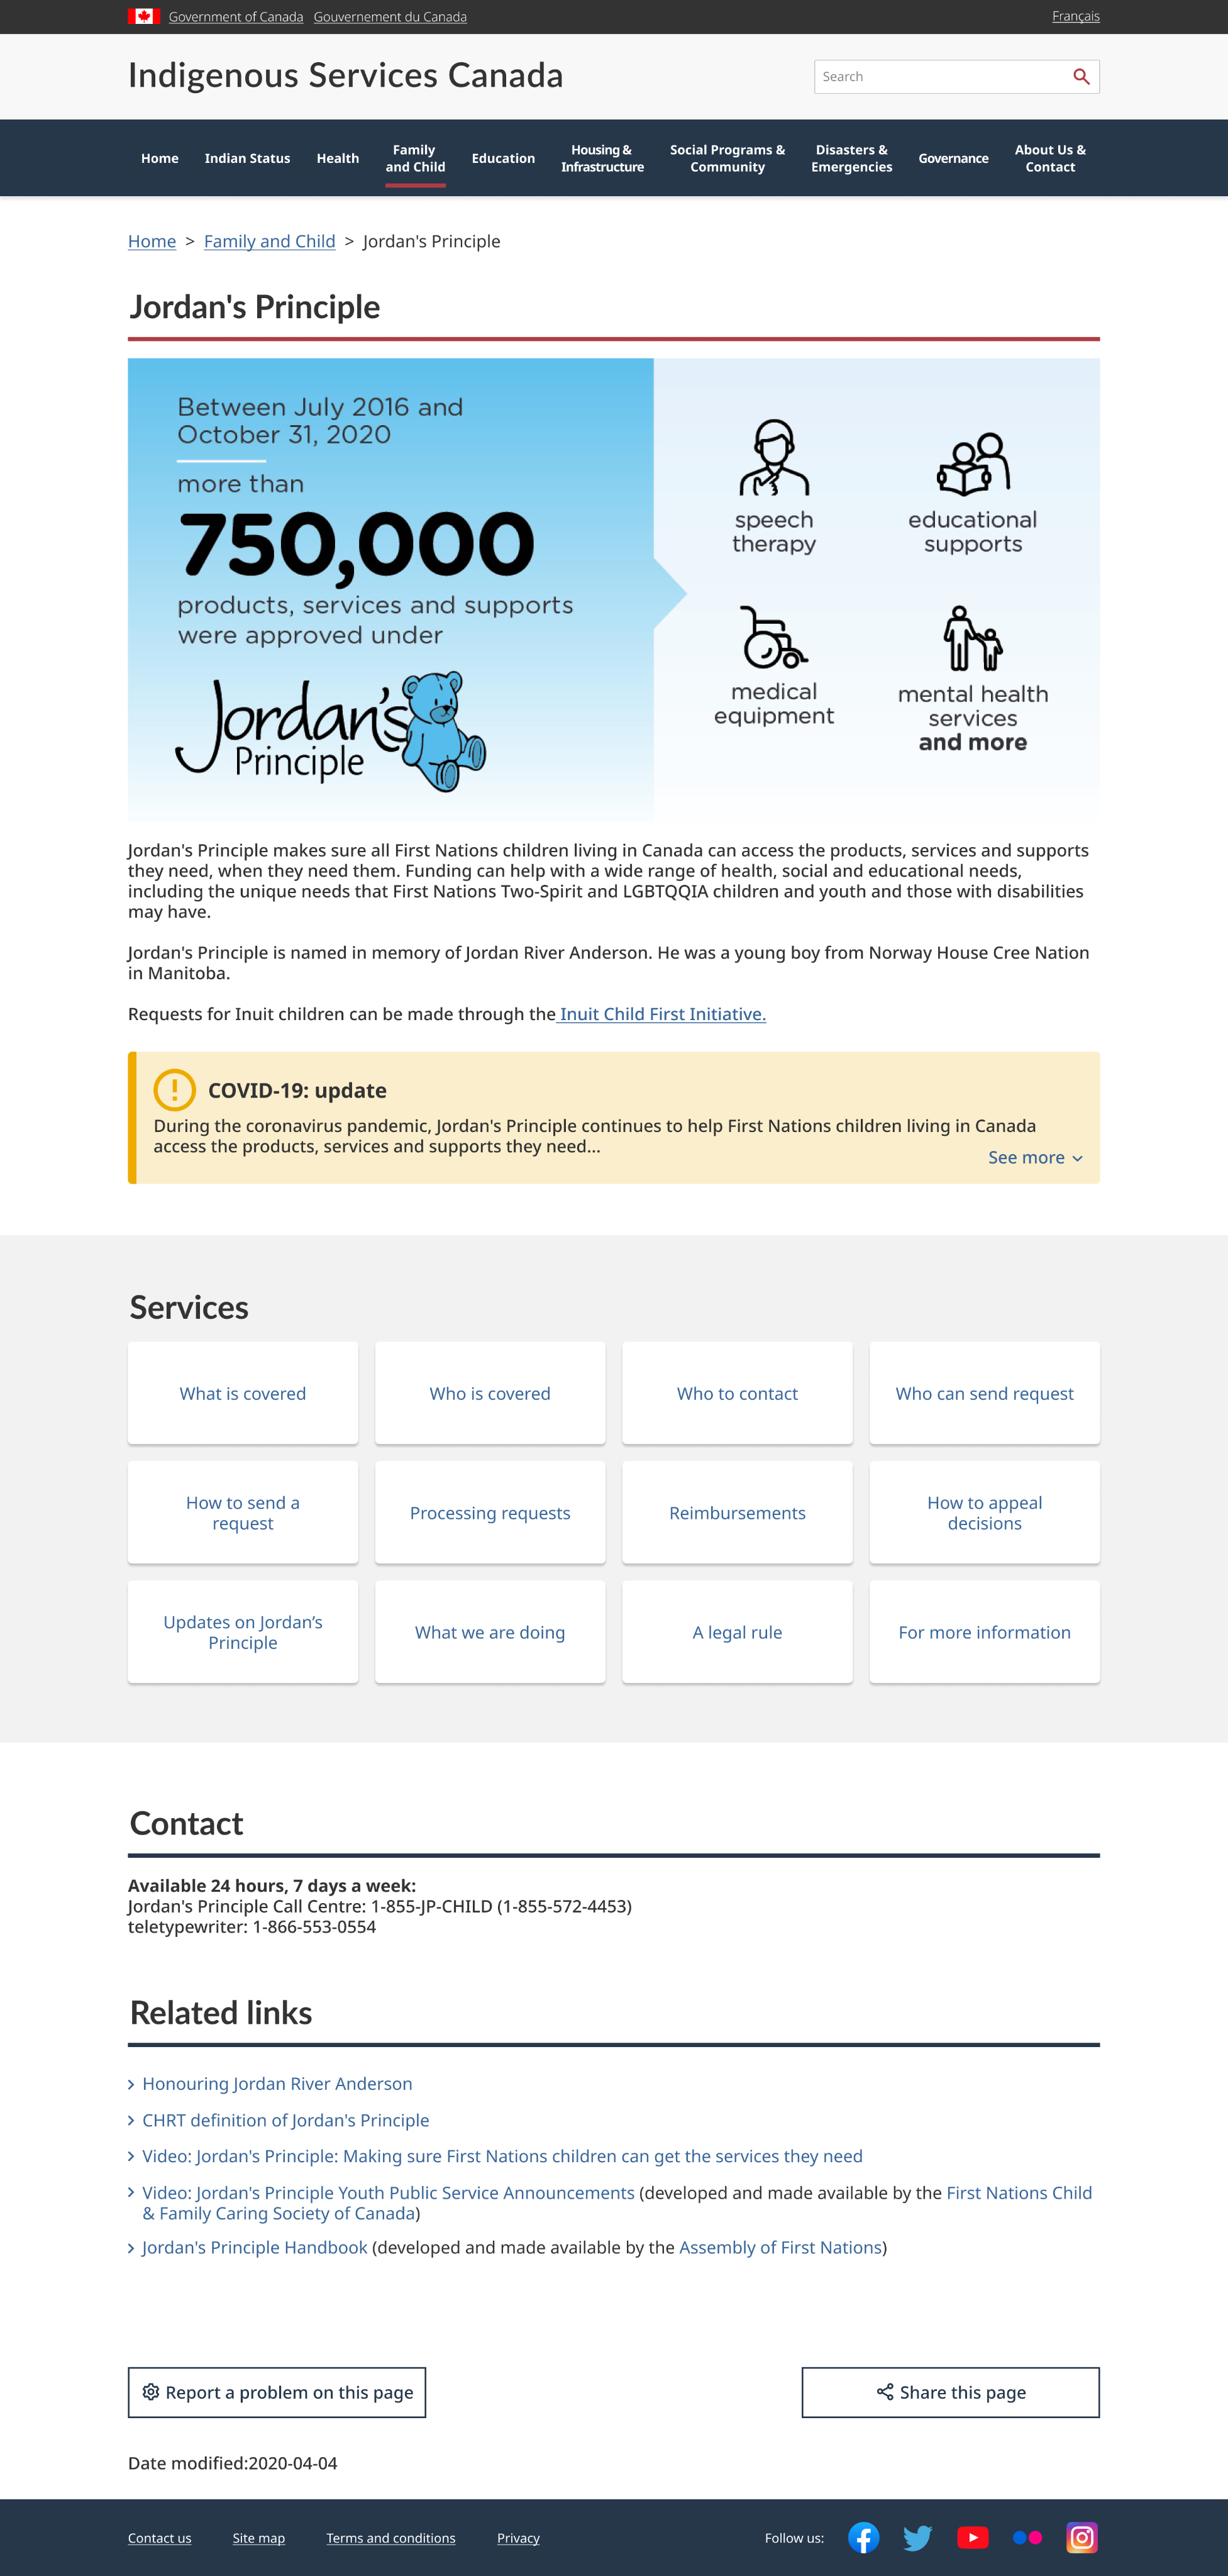 Government of Canada Gouvernement du Canada
Français
Indigenous Services Canada
Search
Home
Indian Status
Health
Family
and Child
Education
Housing &
Infrastructure
Social Programs &
Community
Disasters &
Emergencies
Governance
About Us &
Contact
Home > Family and Child > Jordan's Principle
Jordan's Principle
Between July 2016 and
October 31, 2020
more than
750,000
products, services and supports
were approved under
Jordan's
Principle
speech
therapy
educational
supports
medical
equipment
mental health
services
and more
Jordan's Principle makes sure all First Nations children living in Canada can access the products, services and supports
they need, when they need them. Funding can help with a wide range of health, social and educational needs,
including the unique needs that First Nations Two-Spirit and LGBTQQIA children and youth and those with disabilities
may have.
Jordan's Principle is named in memory of Jordan River Anderson. He was a young boy from Norway House Cree Nation
in Manitoba.
Requests for Inuit children can be made through the Inuit Child First Initiative.
COVID-19: update
During the coronavirus pandemic, Jordan's Principle continues to help First Nations children living in Canada
access the products, services and supports they need...
See more
Services
What is covered
Who is covered
Who to contact
Who can send request
How to send a
request
Processing requests
Reimbursements
How to appeal
decisions
Updates on Jordan’s
Principle
What we are doing
A legal rule
For more information
Contact
Available 24 hours, 7 days a week:
Jordan's Principle Call Centre: 1-855-JP-CHILD (1-855-572-4453)
teletypewriter: 1-866-553-0554
Related links
Honouring Jordan River Anderson
CHRT definition of Jordan's Principle
Video: Jordan's Principle: Making sure First Nations children can get the services they need
Video: Jordan's Principle Youth Public Service Announcements (developed and made available by the First Nations Child
& Family Caring Society of Canada)
Jordan's Principle Handbook (developed and made available by the Assembly of First Nations)
Report a problem on this page
Share this page
Date modified:2020-04-04
Contact us
Site map
Terms and conditions
Privacy
Follow us: